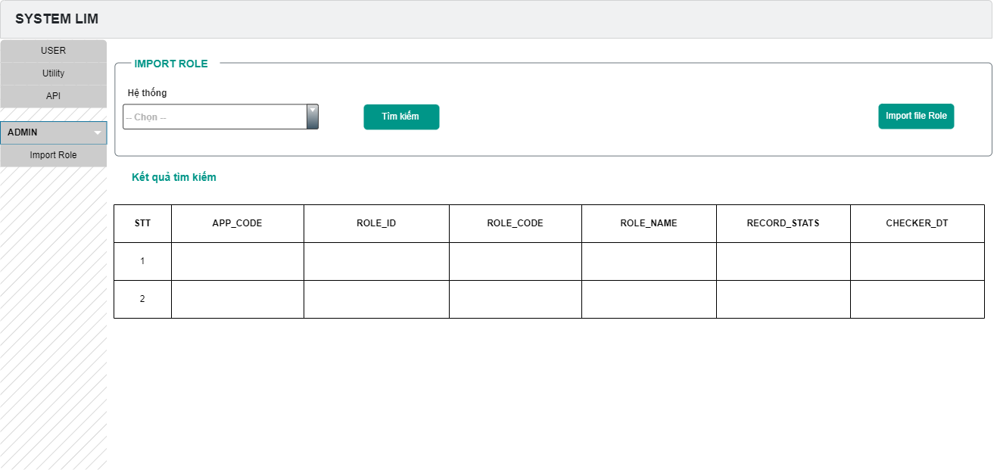 SYSTEM LIM
USER
Utility
API
ADMIN
Import Role
IMPORT ROLE
Hệ thống
-- Chọn --
Tìm kiếm
Import file Role
Kết quả tìm kiếm
STT APP_CODE ROLE_ID ROLE_CODE ROLE_NAME RECORD_STATS CHECKER_DT
1
2